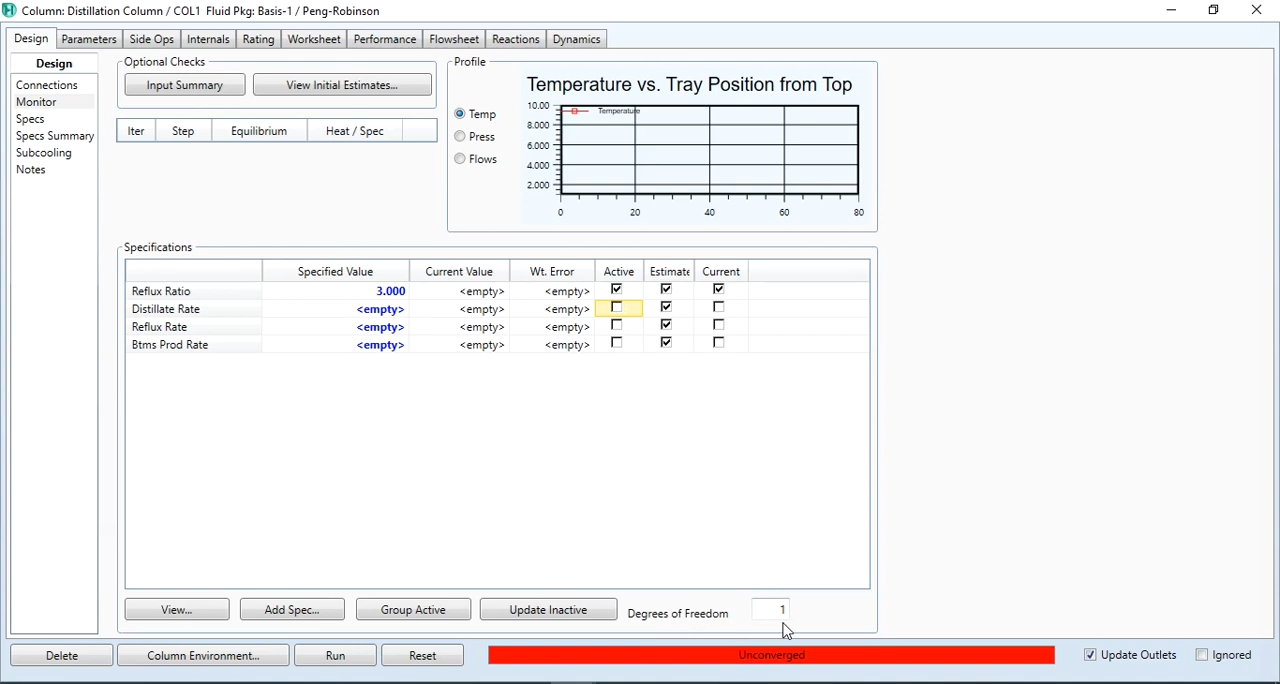 Column: Distillation Column / COL1 Fluid Pkg: Basis-1 / Peng-Robinson
Design Parameters Side Ops Internals Rating Worksheet Performance Flowsheet Reactions Dynamics
Design
Connections
Monitor
Specs
Specs Summary
Subcooling
Notes
Optional Checks
Input Summary View Initial Estimates...
Iter Step Equilibrium Heat / Spec
Profile
Temp
Press
Flows
Temperature vs. Tray Position from Top
Temperature
10.00
8.000
6.000
4.000
2.000
0 20 40 60 80
Specifications
Specified Value Current Value Wt. Error Active Estimate Current
Reflux Ratio 3.000 <empty> <empty>
Distillate Rate <empty> <empty> <empty>
Reflux Rate <empty> <empty> <empty>
Btms Prod Rate <empty> <empty> <empty>
View... Add Spec... Group Active Update Inactive Degrees of Freedom 1
Delete Column Environment... Run Reset Unconverged Update Outlets Ignored